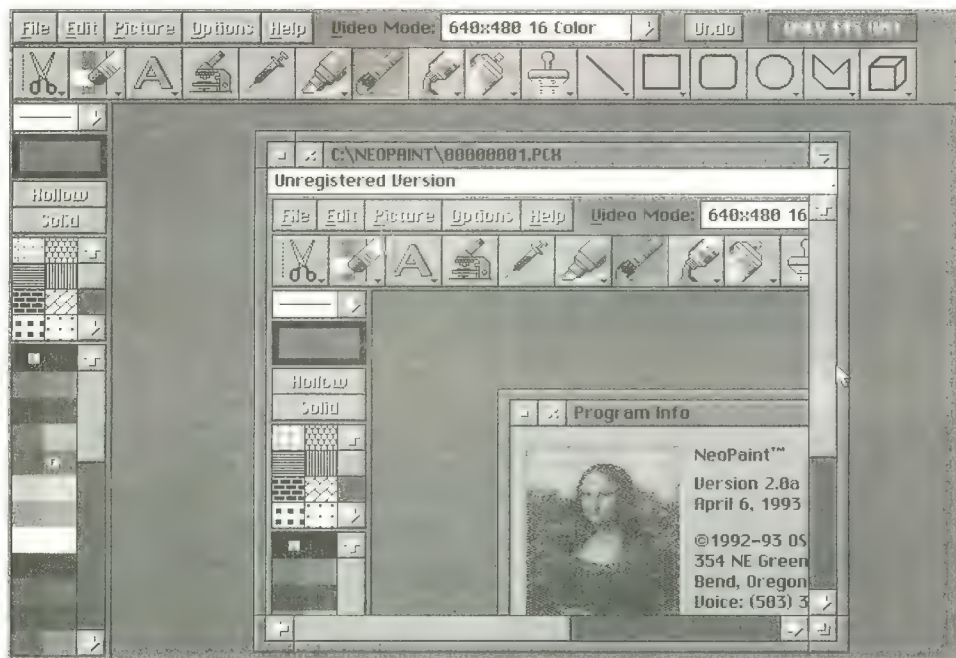 File Edit Picture Options Help Video Mode: 640x480 16 Color Undo
A
Hollow
Solid
C:\NEOPAINT\00000001.PCX
Unregistered Version
File Edit Picture Options Help Video Mode: 640x480 16
A
Hollow
Solid
Program Info
NeoPaint™
Version 2.0a
April 6, 1993
©1992-93 OS
354 NE Green
Bend, Oregon
Voice: (503) 3